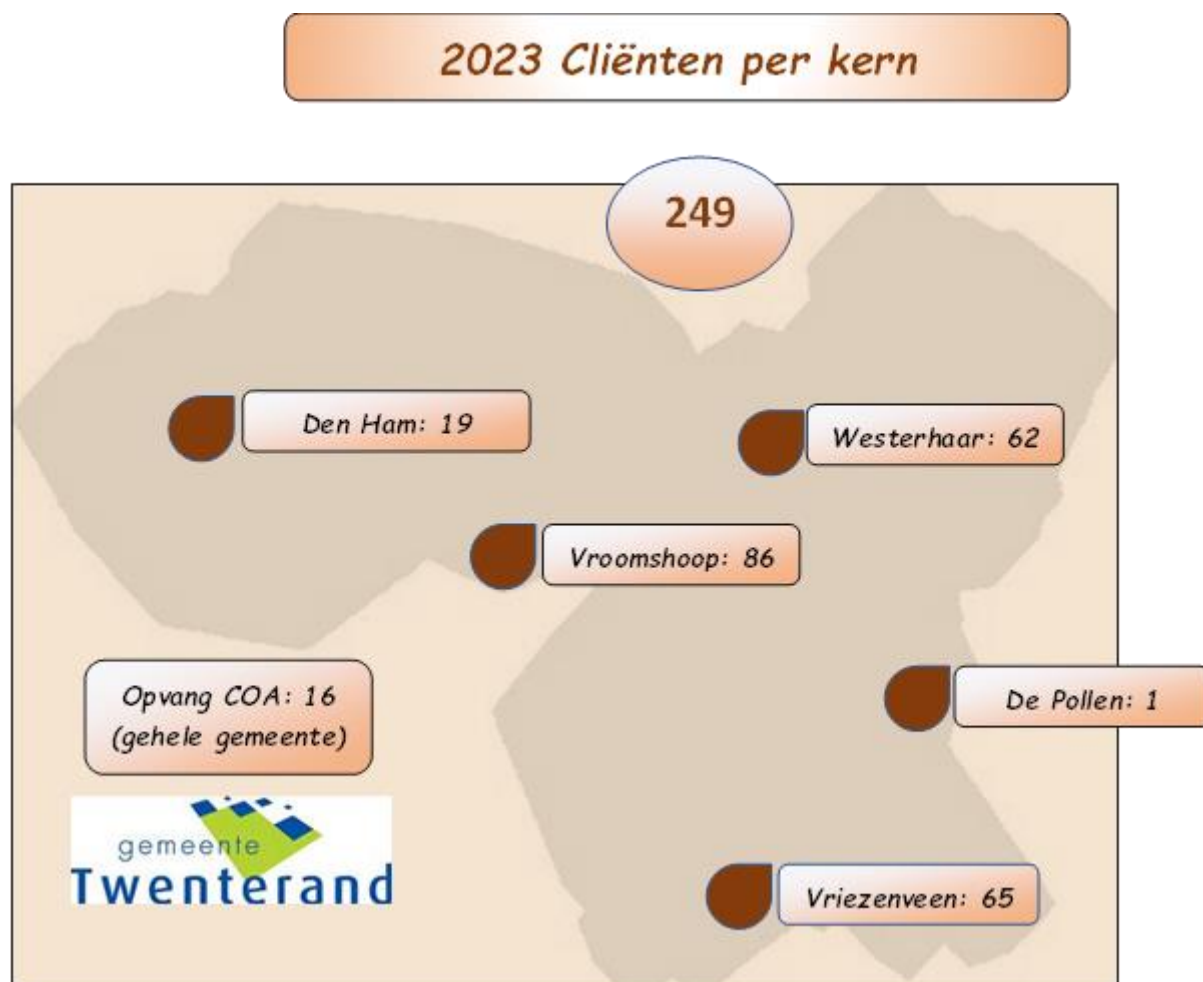 2023 Cliënten per kern
249
Den Ham: 19
Westerhaar: 62
Vroomshoop: 86
Opvang COA: 16
(gehele gemeente)
De Pollen: 1
gemeente
Twenterand
Vriezenveen: 65